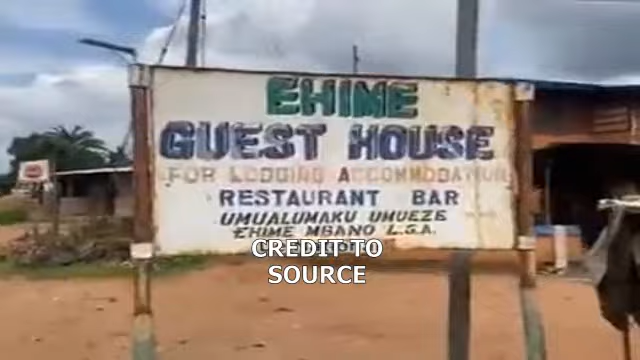 EHIME
GUEST HOUSE
FOR LODGING ACCOMMODATION
RESTAURANT BAR
UMUALUMAKU UMUEZE
EHIME MBANO L.G.A.
CREDIT TO
SOURCE